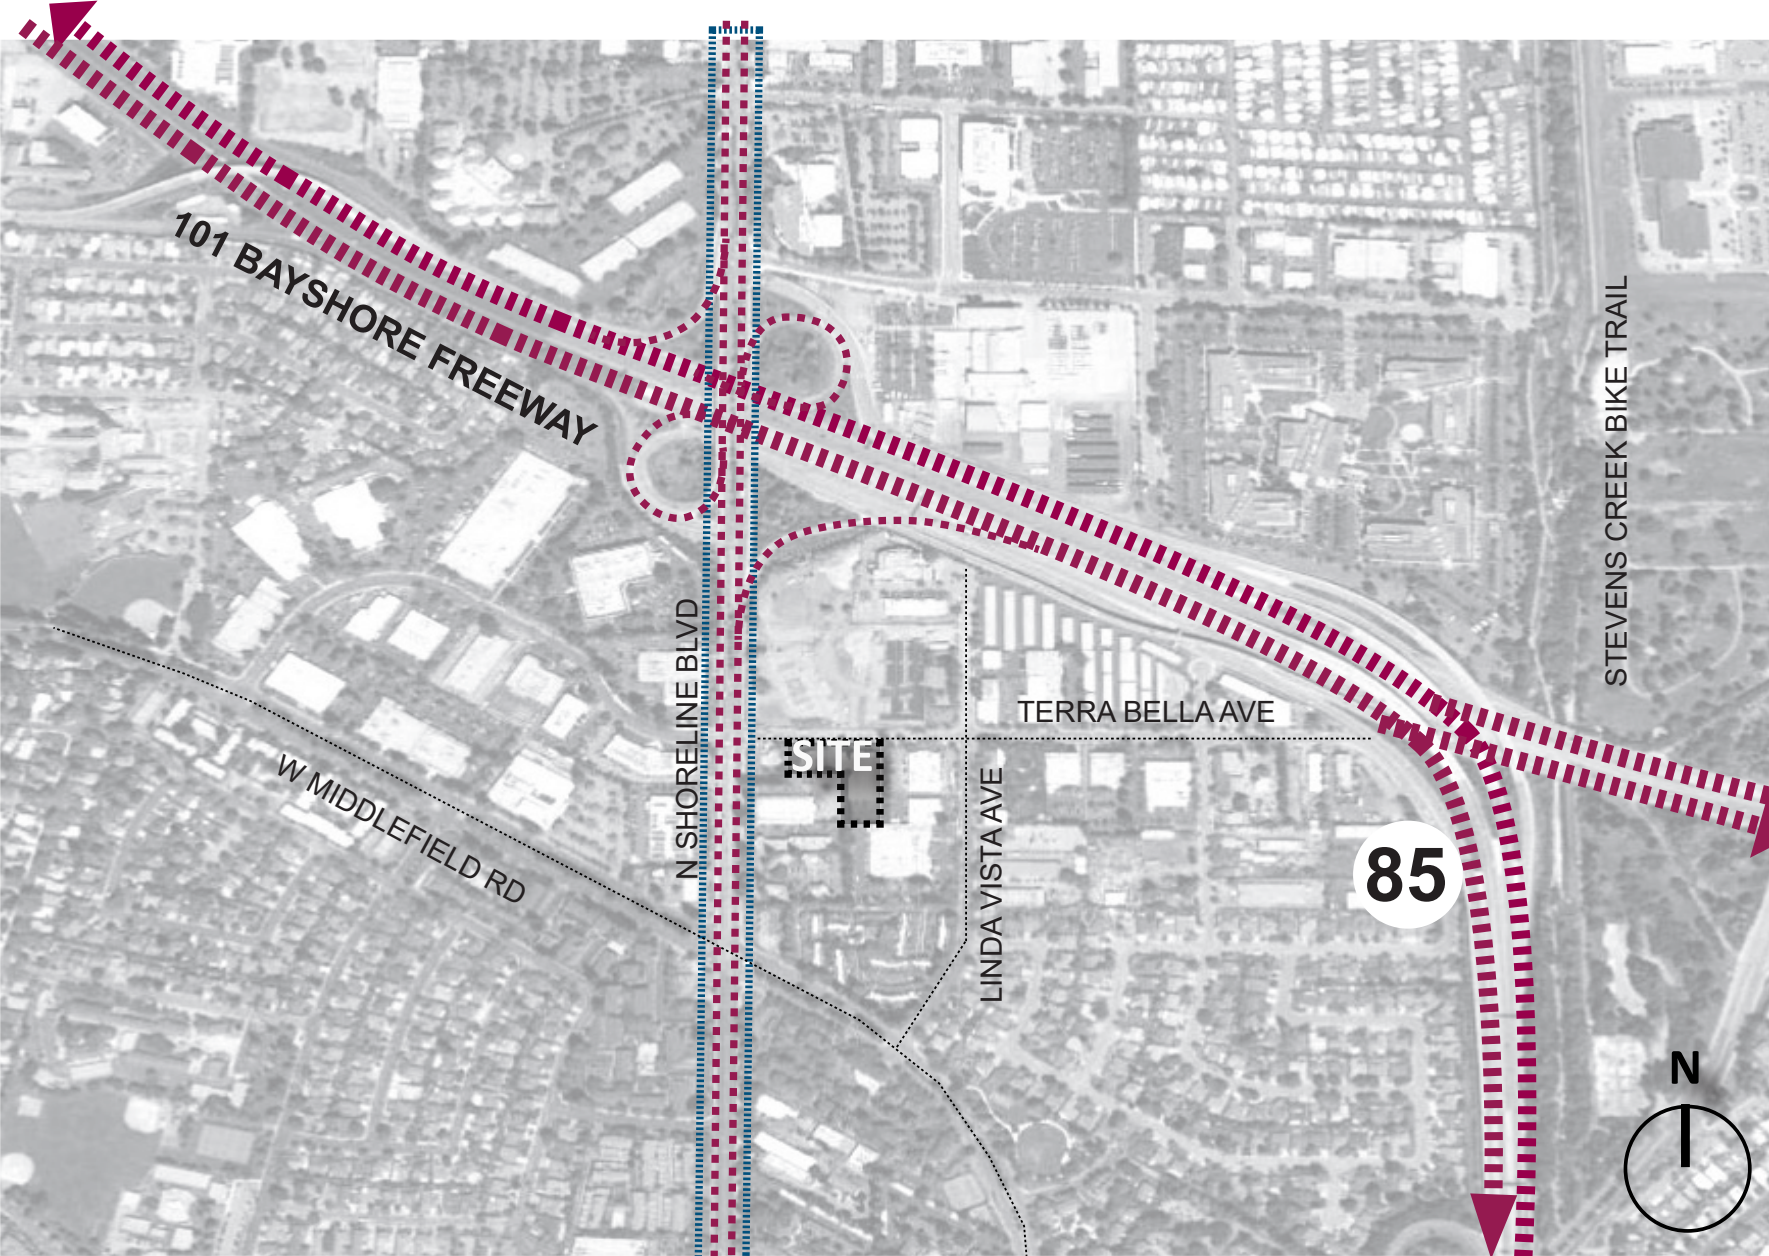 101 BAYSHORE FREEWAY
STEVENS CREEK BIKE TRAIL
N SHORELINE BLVD
TERRA BELLA AVE
SITE
W MIDDLEFIELD RD
LINDA VISTA AVE
85
N